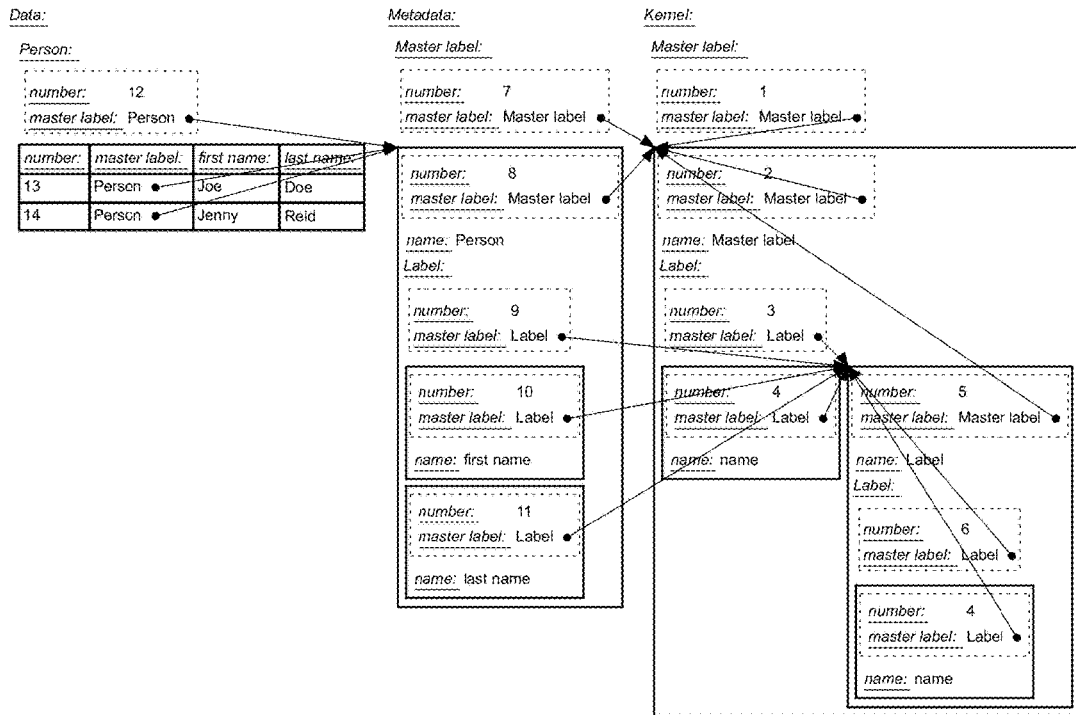 Data:
Person:
number: 12
master label: Person
number: master label: first name: last name:
13 Person Joe Doe
14 Person Jenny Reid
Metadata:
Master label:
number: 7
master label: Master label
number: 8
master label: Master label
name: Person
Label:
number: 9
master label: Label
number: 10
master label: Label
name: first name
number: 11
master label: Label
name: last name
Kernel:
Master label:
number: 1
master label: Master label
number: 2
master label: Master label
name: Master label
Label:
number: 3
master label: Label
number: 4
master label: Label
name: name
number: 5
master label: Master label
name: Label
Label:
number: 6
master label: Label
number: 4
master label: Label
name: name